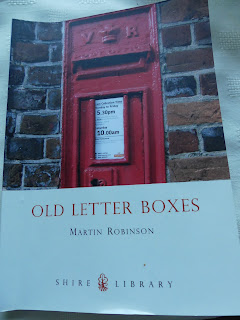 V R
5.30pm
10.00am
OLD LETTER BOXES
MARTIN ROBINSON
SHIRE LIBRARY